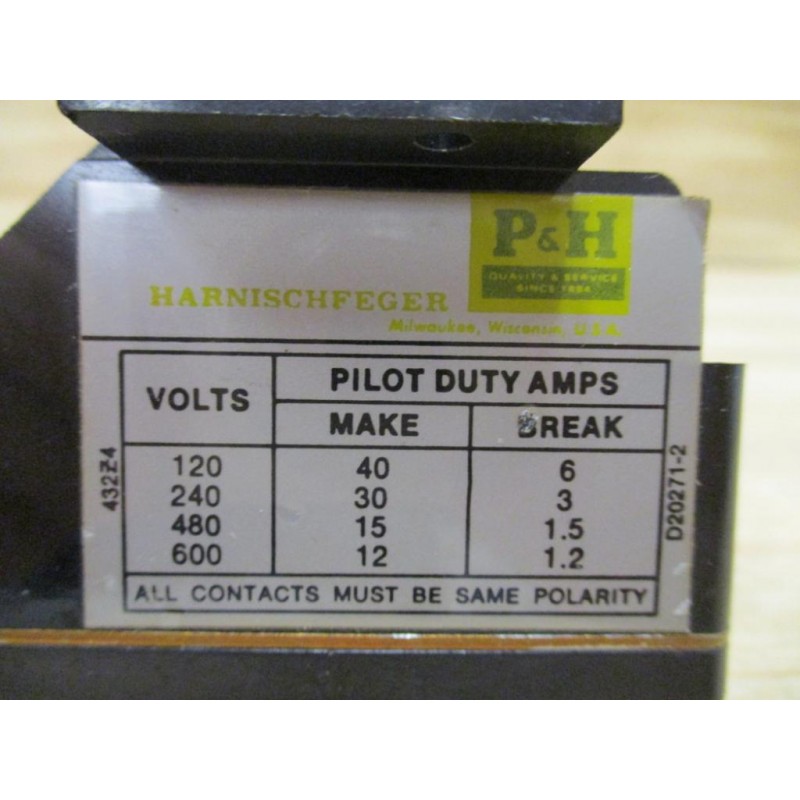 P&H
QUALITY & SERVICE
SINCE 1884
HARNISCHFEGER
Milwaukee, Wisconsin, U.S.A.
VOLTS
PILOT DUTY AMPS
MAKE BREAK
120 40 6
240 30 3
480 15 1.5
600 12 1.2
ALL CONTACTS MUST BE SAME POLARITY
432Z4
D20271-2